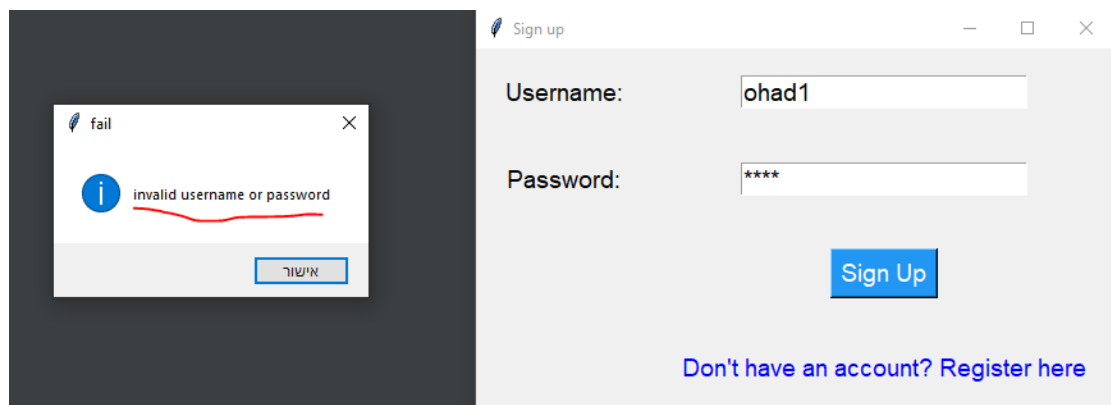 fail
invalid username or password
אישור
Sign up
Username:
ohad1
Password:
****
Sign Up
Don't have an account? Register here